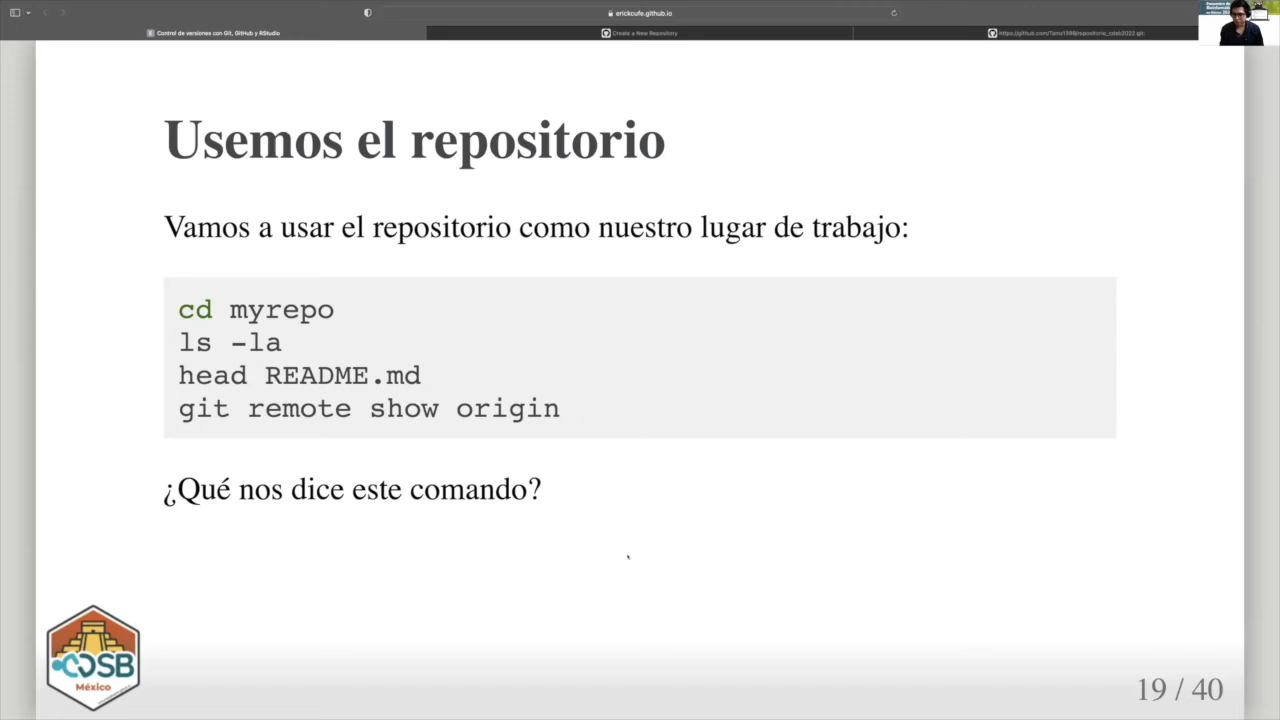 erickcufe.github.io
Control de versiones con Git, GitHub y RStudio
Create a New Repository
Usemos el repositorio
Vamos a usar el repositorio como nuestro lugar de trabajo:
cd myrepo
ls -la
head README.md
git remote show origin
¿Qué nos dice este comando?
CDSB
México
19 / 40